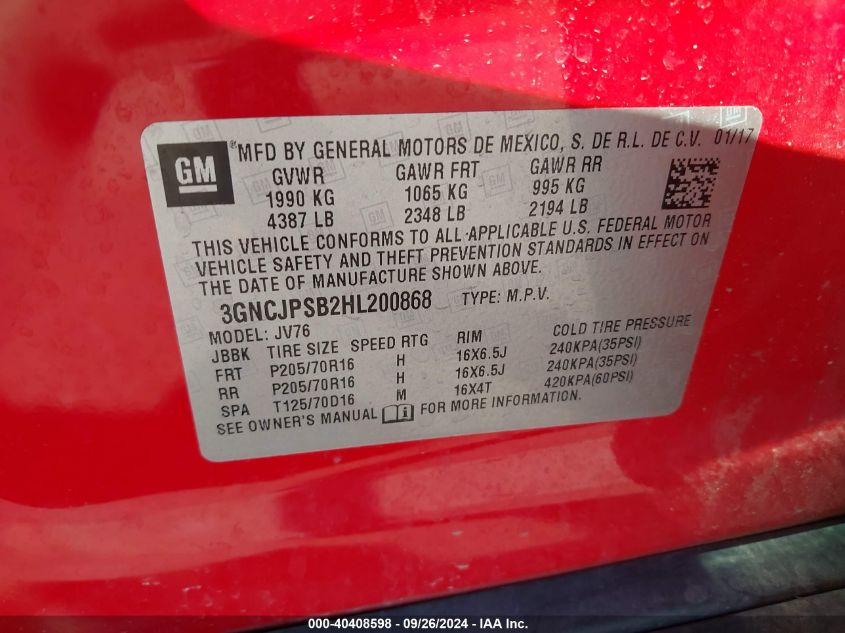 GM
®MFD BY GENERAL MOTORS DE MEXICO, S. DE R.L. DE C.V. 01/17
GVWR GAWR FRT GAWR RR
1990 KG 1065 KG 995 KG
4387 LB 2348 LB 2194 LB
THIS VEHICLE CONFORMS TO ALL APPLICABLE U.S. FEDERAL MOTOR
VEHICLE SAFETY AND THEFT PREVENTION STANDARDS IN EFFECT ON
THE DATE OF MANUFACTURE SHOWN ABOVE.
3GNCJPSB2HL200868 TYPE: M.P.V.
MODEL: JV76
JBBK TIRE SIZE SPEED RTG RIM COLD TIRE PRESSURE
FRT P205/70R16 H 16X6.5J 240KPA(35PSI)
RR P205/70R16 H 16X6.5J 240KPA(35PSI)
SPA T125/70D16 M 16X4T 420KPA(60PSI)
SEE OWNER'S MANUAL FOR MORE INFORMATION.
000-40408598 - 09/26/2024 - IAA Inc.